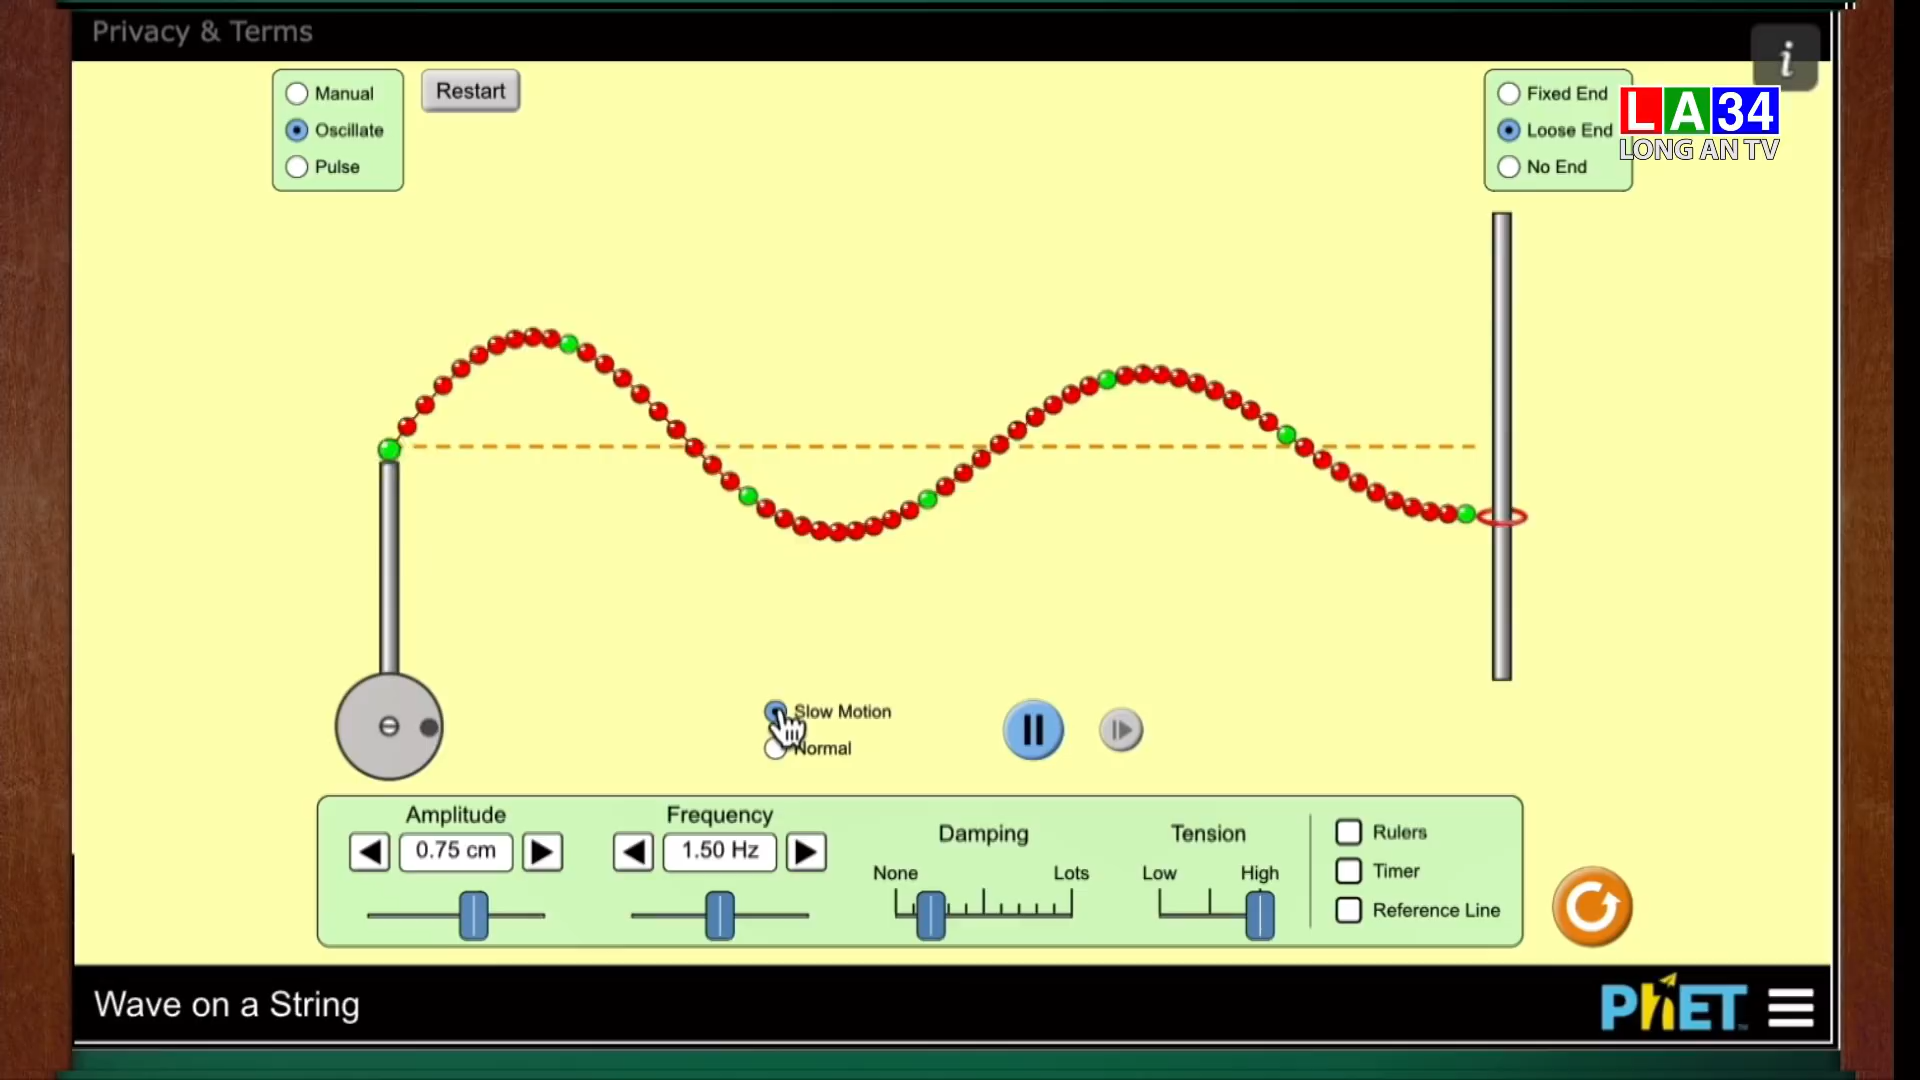 Privacy & Terms
i
Manual
Oscillate
Pulse
Restart
Fixed End
Loose End
No End
LA34
LONG AN TV
Slow Motion
Normal
Amplitude
0.75 cm
Frequency
1.50 Hz
Damping
None
Lots
Tension
Low
High
Rulers
Timer
Reference Line
Wave on a String
PhET